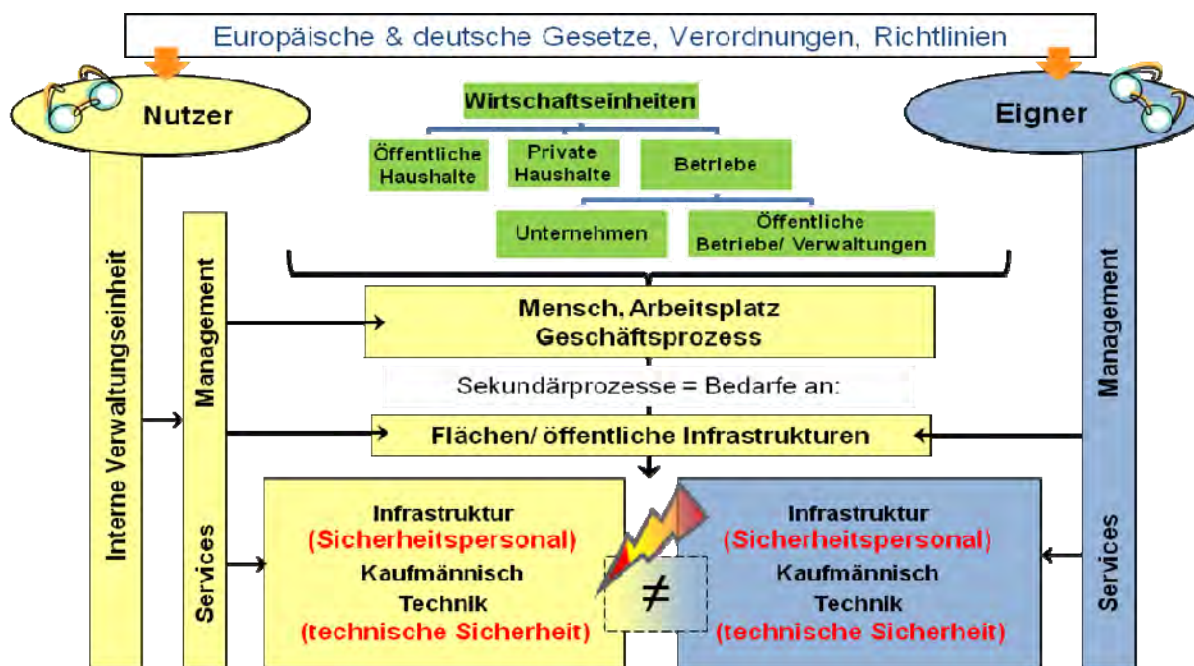 Europäische & deutsche Gesetze, Verordnungen, Richtlinien
Nutzer
Eigner
Wirtschaftseinheiten
Öffentliche
Haushalte
Private
Haushalte
Betriebe
Unternehmen
Öffentliche
Betriebe/ Verwaltungen
Interne Verwaltungseinheit
Management
Services
Mensch, Arbeitsplatz
Geschäftsprozess
Sekundärprozesse = Bedarfe an:
Flächen/ öffentliche Infrastrukturen
Infrastruktur
(Sicherheitspersonal)
Kaufmännisch
Technik
(technische Sicherheit)
≠
Infrastruktur
(Sicherheitspersonal)
Kaufmännisch
Technik
(technische Sicherheit)
Management
Services